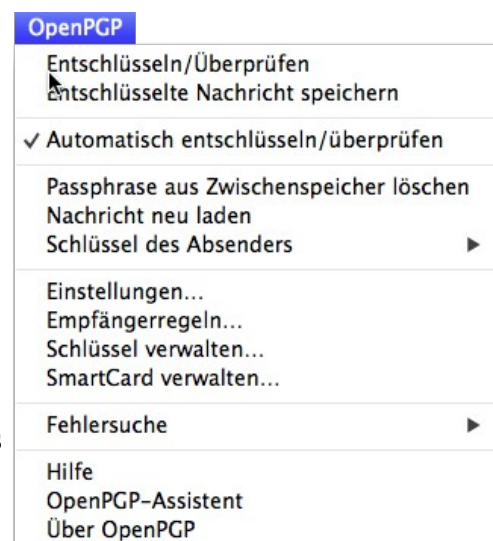 OpenPGP
Entschlüsseln/Überprüfen
Entschlüsselte Nachricht speichern
✓ Automatisch entschlüsseln/überprüfen
Passphrase aus Zwischenspeicher löschen
Nachricht neu laden
Schlüssel des Absenders ▶
Einstellungen...
Empfängerregeln...
Schlüssel verwalten...
SmartCard verwalten...
Fehlersuche ▶
Hilfe
OpenPGP-Assistent
Über OpenPGP